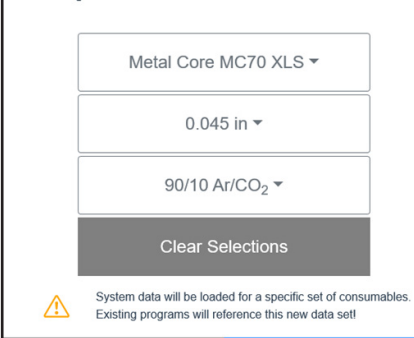 Metal Core MC70 XLS
0.045 in
90/10 Ar/CO₂
Clear Selections
System data will be loaded for a specific set of consumables.
Existing programs will reference this new data set!